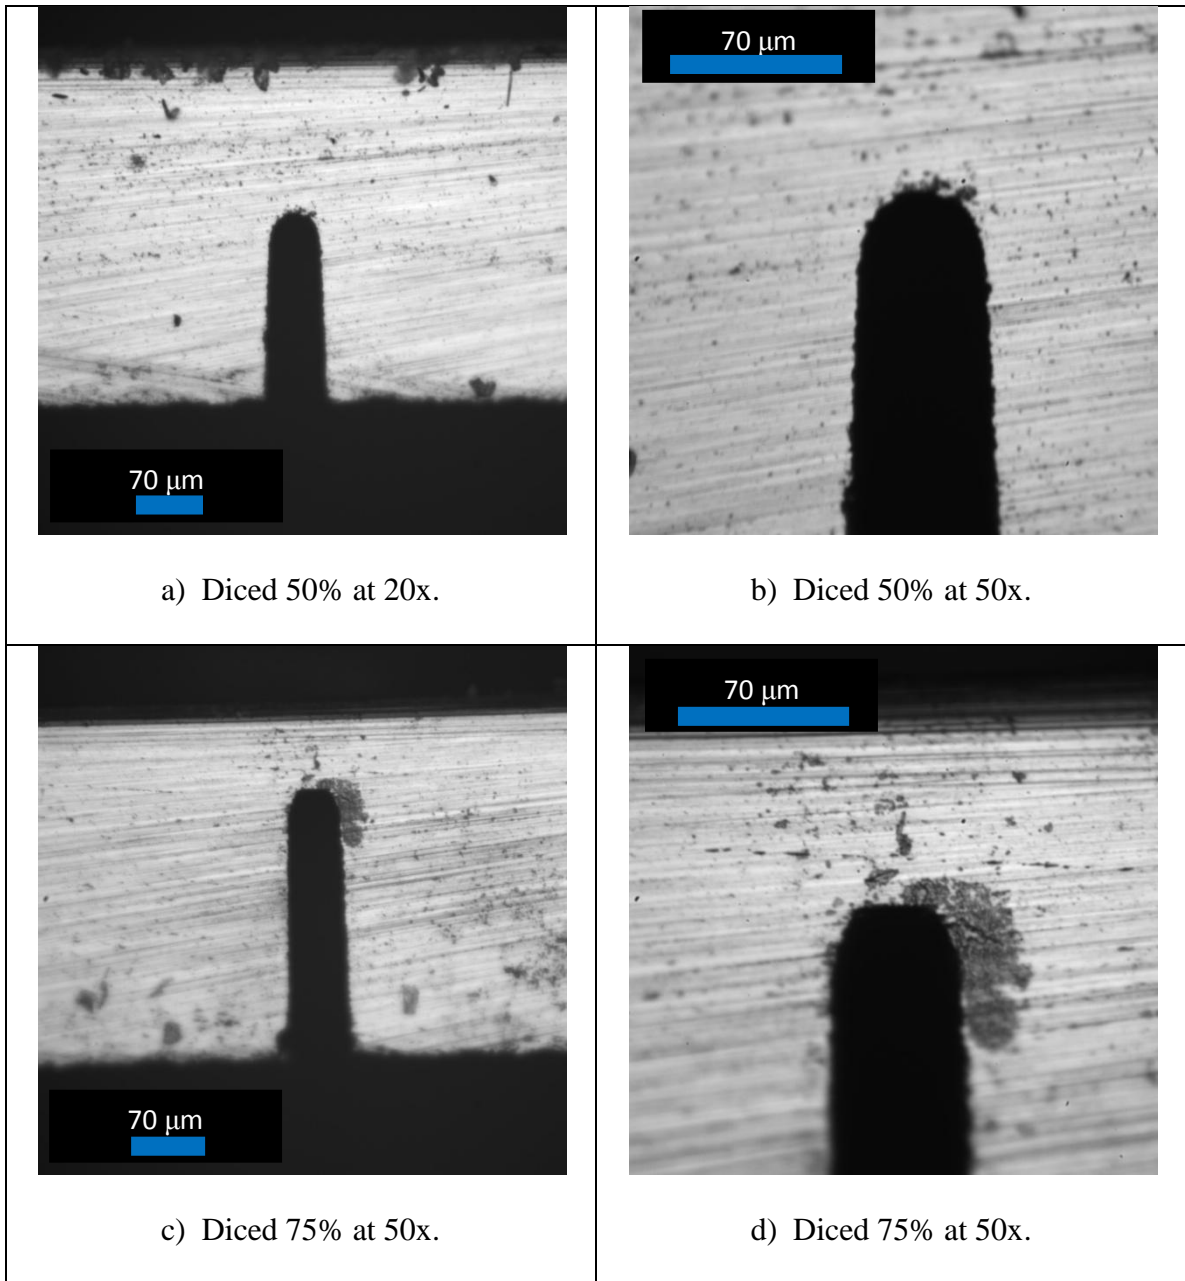 70 μm
70 μm
a) Diced 50% at 20x.
b) Diced 50% at 50x.
70 μm
70 μm
c) Diced 75% at 50x.
d) Diced 75% at 50x.